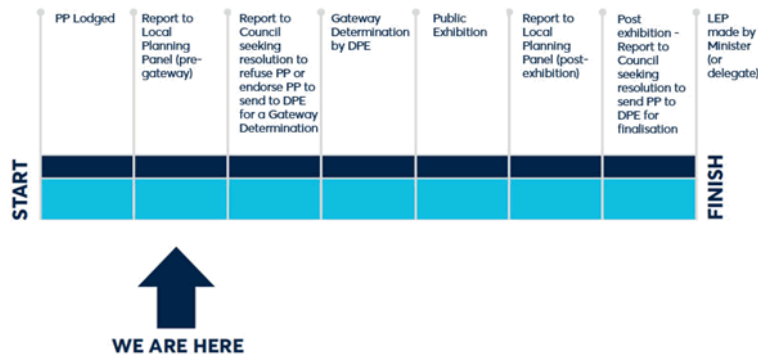 PP Lodged
Report to
Local
Planning
Panel (pre-
gateway)
Report to
Council
seeking
resolution to
refuse PP or
endorse PP to
send to DPE
for a Gateway
Determination
Gateway
Determination
by DPE
Public
Exhibition
Report to
Local
Planning
Panel (post-
exhibition)
Post
exhibition -
Report to
Council
seeking
resolution to
send PP to
DPE for
finalisation
LEP
made by
Minister
(or
delegate)
START
FINISH
WE ARE HERE